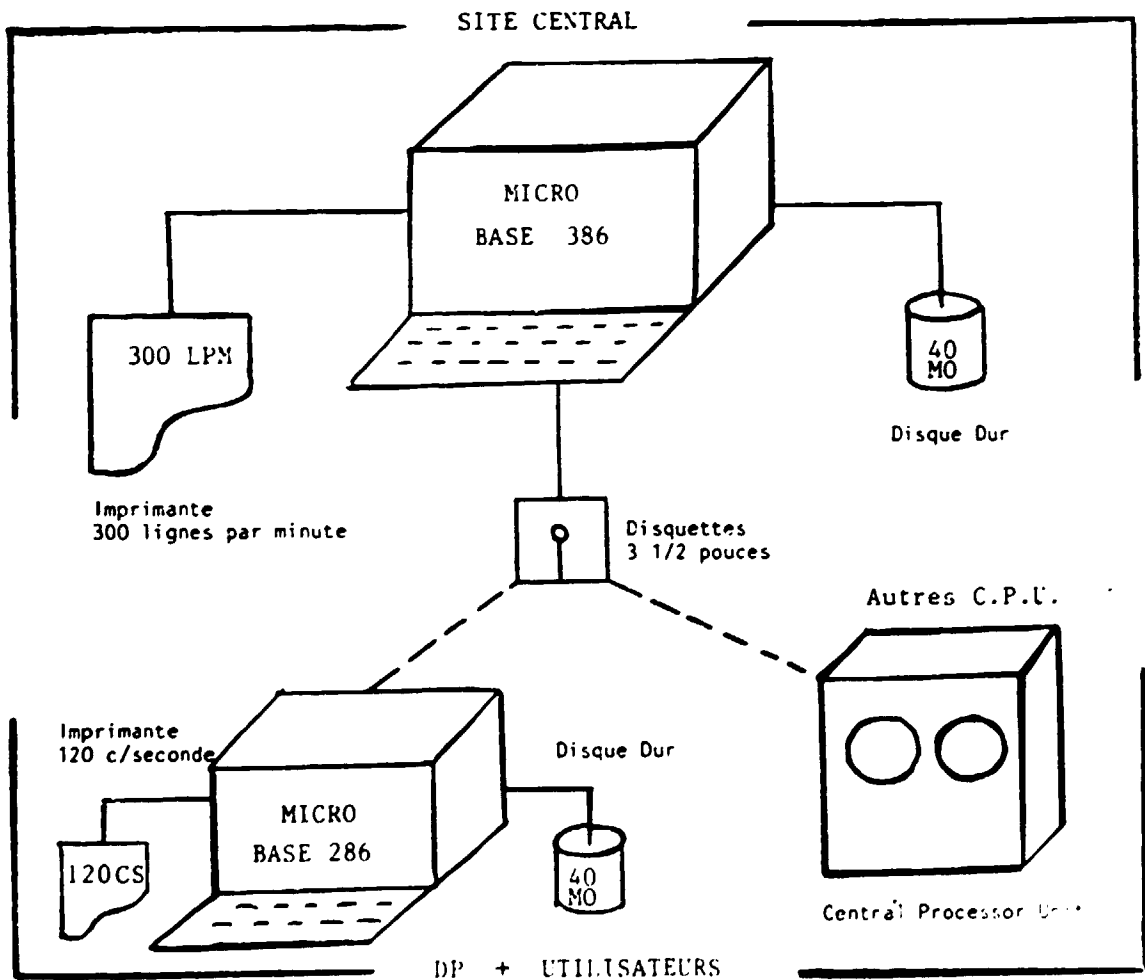 SITE CENTRAL
MICRO
BASE 386
300 LPM
40
MO
Disque Dur
Imprimante
300 lignes par minute
Disquettes
3 1/2 pouces
Autres C.P.U.
Imprimante
120 c/seconde
Disque Dur
MICRO
BASE 286
120CS
40
MO
Central Processor Unit
DP + UTILISATEURS